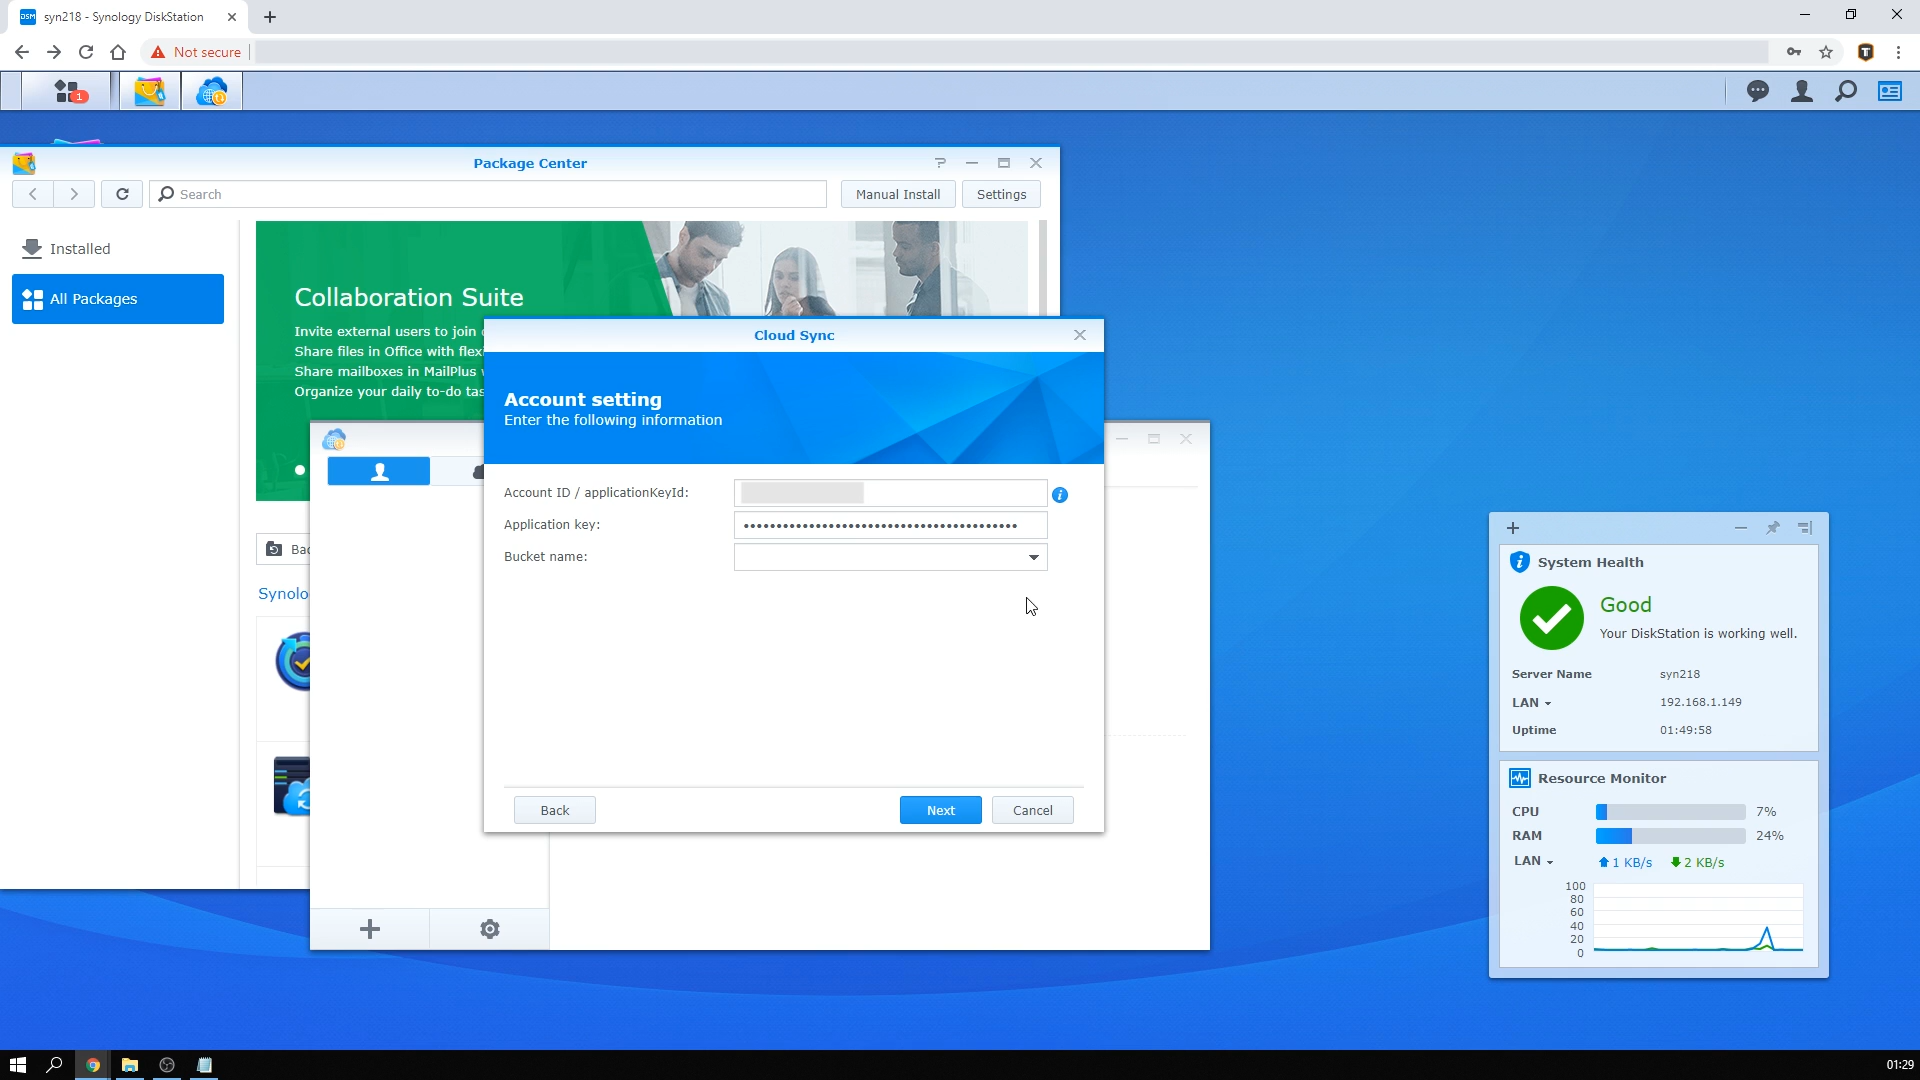 syn218 - Synology DiskStation
Not secure
1
Package Center
Search
Manual Install
Settings
Installed
All Packages
Collaboration Suite
Invite external users to join
Share files in Office with flexi
Share mailboxes in MailPlus
Organize your daily to-do tas
Bac
Synolo
Cloud Sync
Account setting
Enter the following information
Account ID / applicationKeyId:
Application key:
••••••••••••••••••••••••••••••••••••••••••
Bucket name:
Back
Next
Cancel
System Health
Good
Your DiskStation is working well.
Server Name syn218
LAN 192.168.1.149
Uptime 01:49:58
Resource Monitor
CPU 7%
RAM 24%
LAN 1 KB/s 2 KB/s
100
80
60
40
20
0
01:29